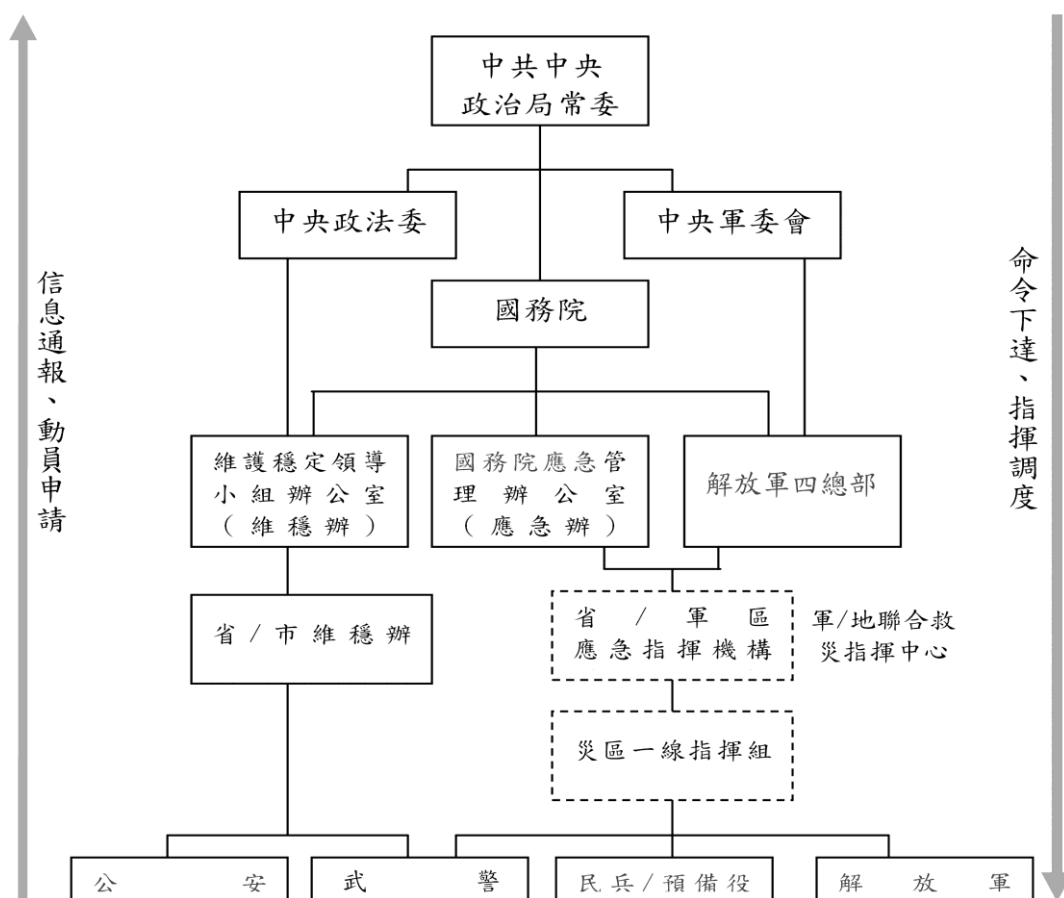 中共中央
政治局常委
中央政法委
中央軍委會
國務院
信息通報、動員申請
命令下達、指揮調度
維護穩定領導
小組辦公室
(維穩辦)
國務院應急管
理辦公室
(應急辦)
解放軍四總部
省/市維穩辦
省/軍區
應急指揮機構
軍/地聯合救
災指揮中心
災區一線指揮組
公安
武警
民兵/預備役
解放軍